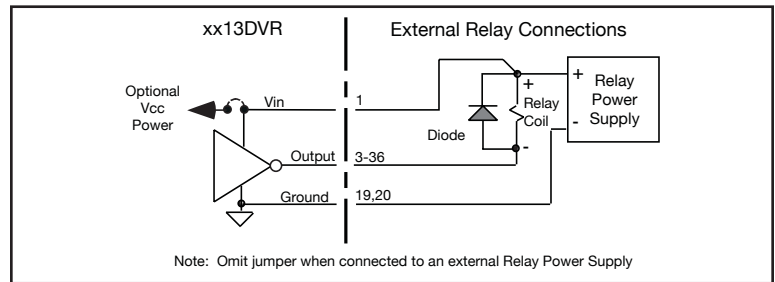 xx13DVR
External Relay Connections
Optional
Vcc
Power
Vin
1
+
Relay
Coil
-
Diode
+
Relay
Power
Supply
-
Output
3-36
Ground
19,20
Note: Omit jumper when connected to an external Relay Power Supply